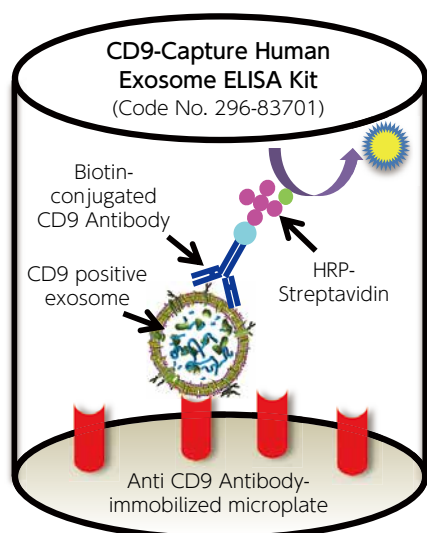 CD9-Capture Human
Exosome ELISA Kit
(Code No. 296-83701)
Biotin-
conjugated
CD9 Antibody
CD9 positive
exosome
HRP-
Streptavidin
Anti CD9 Antibody-
immobilized microplate